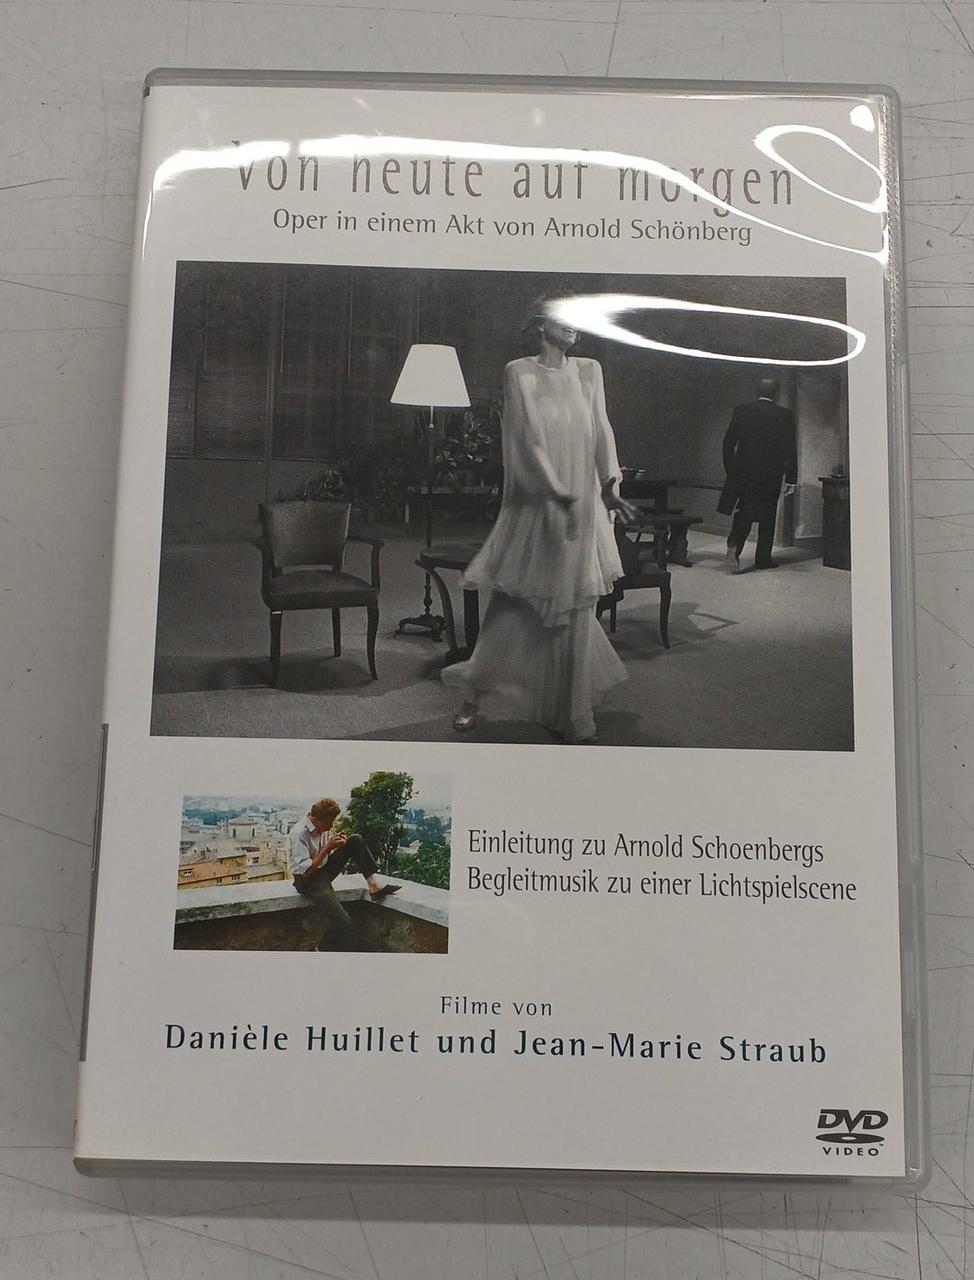 Von heute auf morgen
Oper in einem Akt von Arnold Schönberg
Einleitung zu Arnold Schoenbergs
Begleitmusik zu einer Lichtspielscene
Filme von
Danièle Huillet und Jean-Marie Straub
DVD
VIDEO